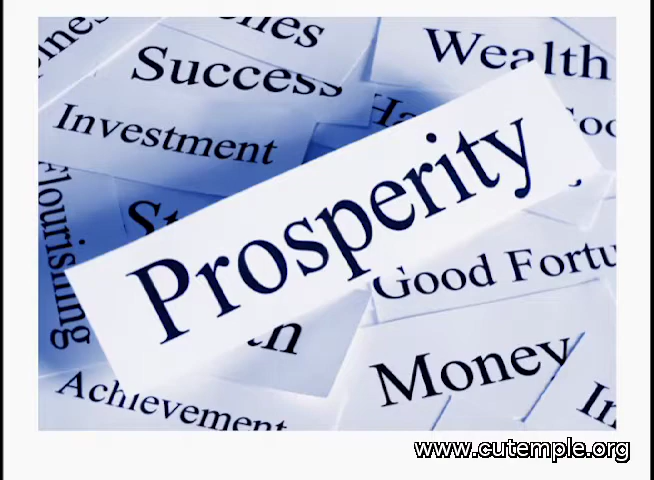 Success
Wealth
Investment
Prosperity
Flourishing
Good Fortu
Money
Achievement
www.cutemple.org